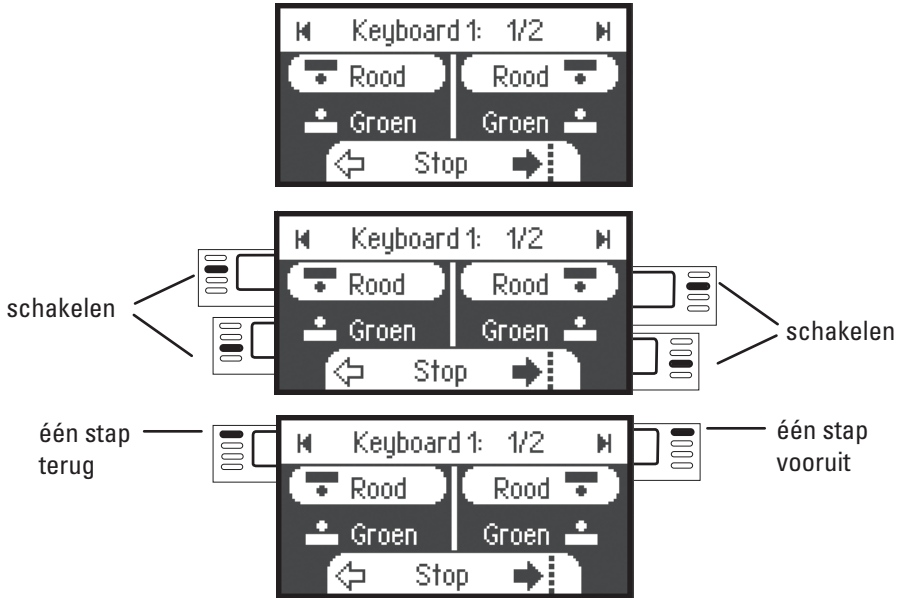 Keyboard 1: 1/2
Rood Rood
Groen Groen
Stop
Keyboard 1: 1/2
Rood Rood
schakelen Groen Groen schakelen
Stop
één stap terug Keyboard 1: 1/2 één stap vooruit
Rood Rood
Groen Groen
Stop